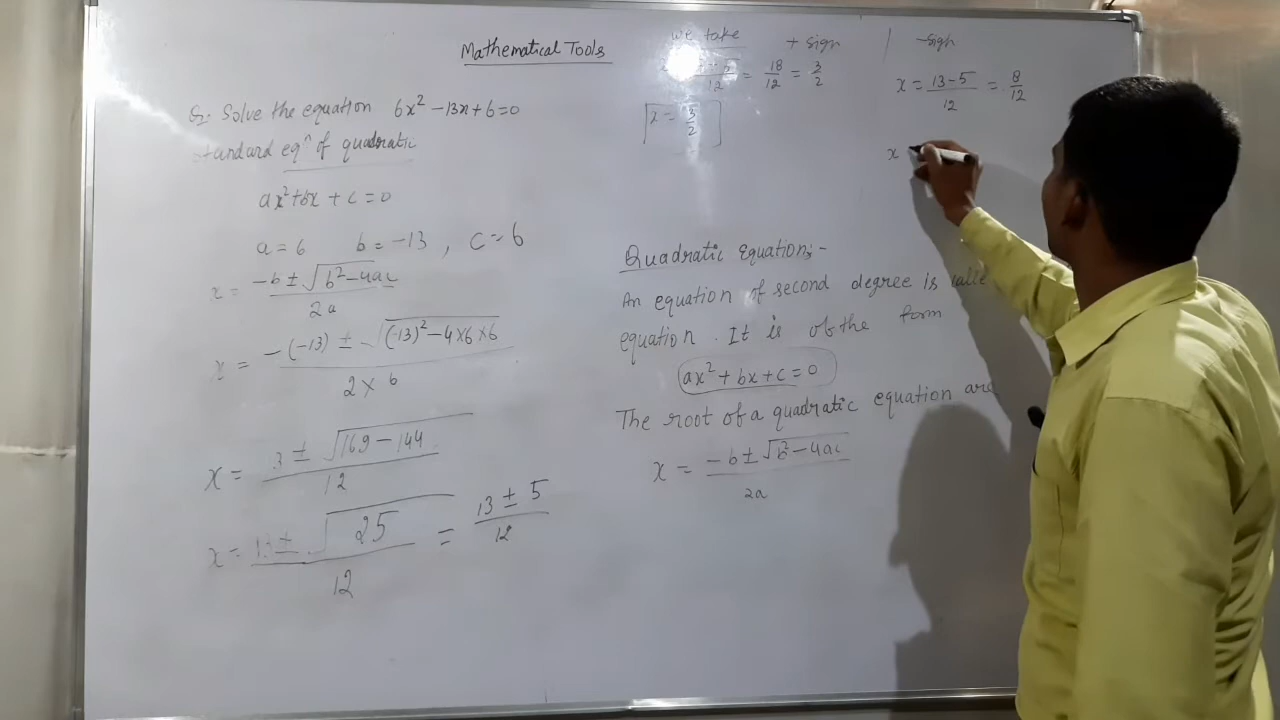 Mathematical Tools
Q. Solve the equation 6x² - 13x + 6 = 0
standard eqⁿ of quadratic
ax² + bx + c = 0
a = 6 b = -13 , c = 6
x = -b ± √b² - 4ac / 2a
x = -(-13) ± √(-13)² - 4×6×6 / 2 × 6
x = 13 ± √169 - 144 / 12
x = 13 ± √25 / 12 = 13 ± 5 / 12
we take + sign
/ 12 = 18/12 = 3/2
x = 3/2
-sign
x = 13 - 5 / 12 = 8/12
x
Quadratic Equation:-
An equation of second degree is
equation . It is of the form
ax² + bx + c = 0
The root of a quadratic equation are
x = -b ± √b² - 4ac / 2a